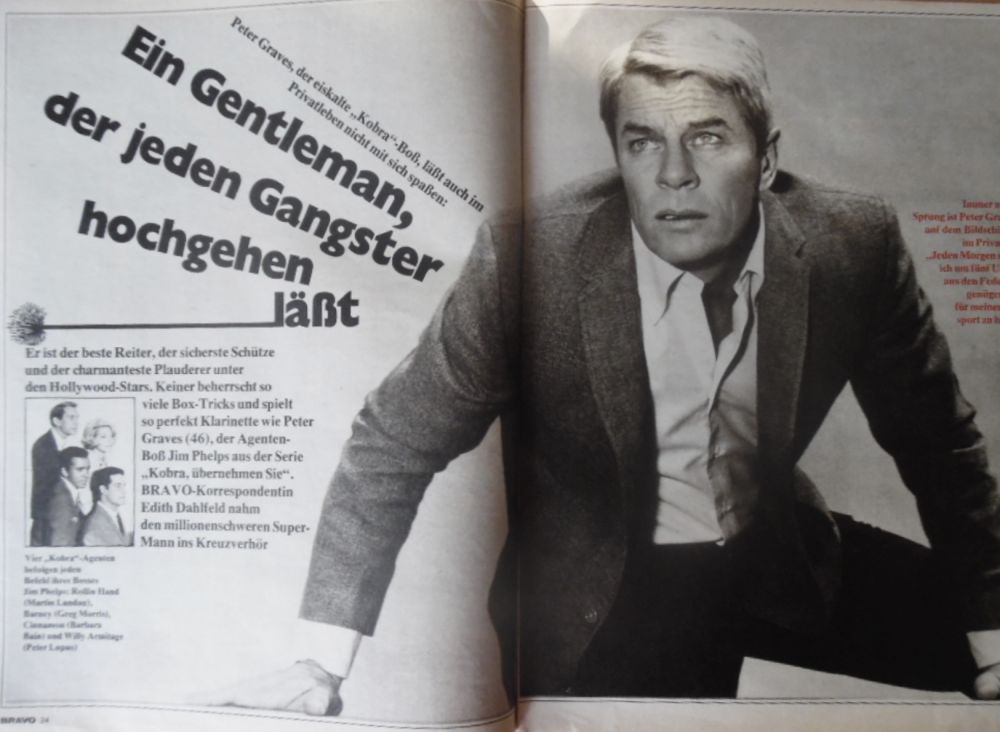 Peter Graves, der eiskalte „Kobra“-Boß, läßt auch im
Privatleben nicht mit sich spaßen:
Ein Gentleman,
der jeden Gangster
hochgehen
läßt
Er ist der beste Reiter, der sicherste Schütze
und der charmanteste Plauderer unter
den Hollywood-Stars. Keiner beherrscht so
viele Box-Tricks und spielt
so perfekt Klarinette wie Peter
Graves (46), der Agenten-
Boß Jim Phelps aus der Serie
„Kobra, übernehmen Sie“.
BRAVO-Korrespondentin
Edith Dahlfeld nahm
den millionenschweren Super-
Mann ins Kreuzverhör
Vier „Kobra“-Agenten
befolgen jeden
Befehl ihres Bosses
Jim Phelps: Rollin Hand
(Martin Landau),
Barney (Greg Morris),
Cinnamon (Barbara
Bain) und Willy Armitage
(Peter Lupus)
BRAVO 24
Immer
Sprung ist Peter
auf dem
im
„Jeden Morgen
ich um fünf
aus den
für meinen
sport an